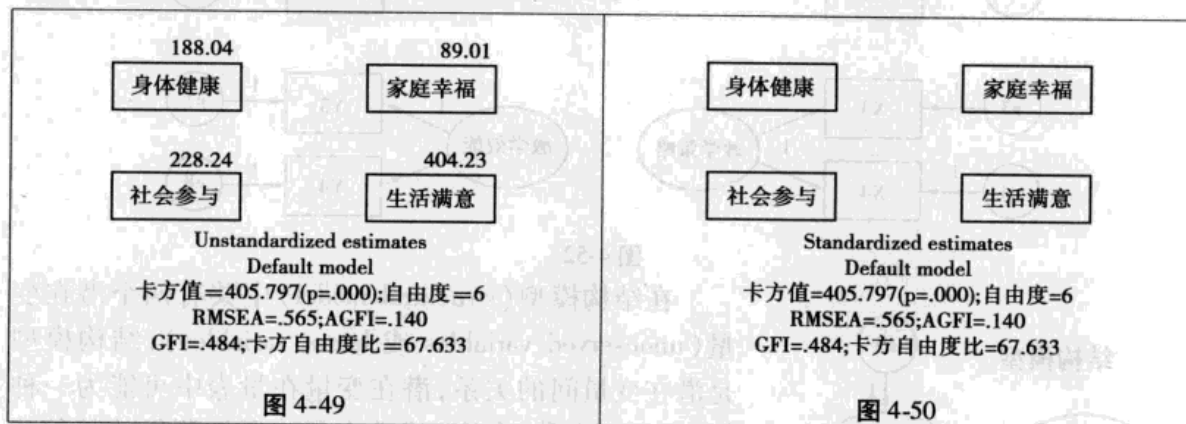 188.04 89.01
身体健康 家庭幸福
228.24 404.23
社会参与 生活满意
Unstandardized estimates
Default model
卡方值=405.797(p=.000);自由度=6
RMSEA=.565;AGFI=.140
GFI=.484;卡方自由度比=67.633
图 4-49
身体健康 家庭幸福
社会参与 生活满意
Standardized estimates
Default model
卡方值=405.797(p=.000);自由度=6
RMSEA=.565;AGFI=.140
GFI=.484;卡方自由度比=67.633
图 4-50